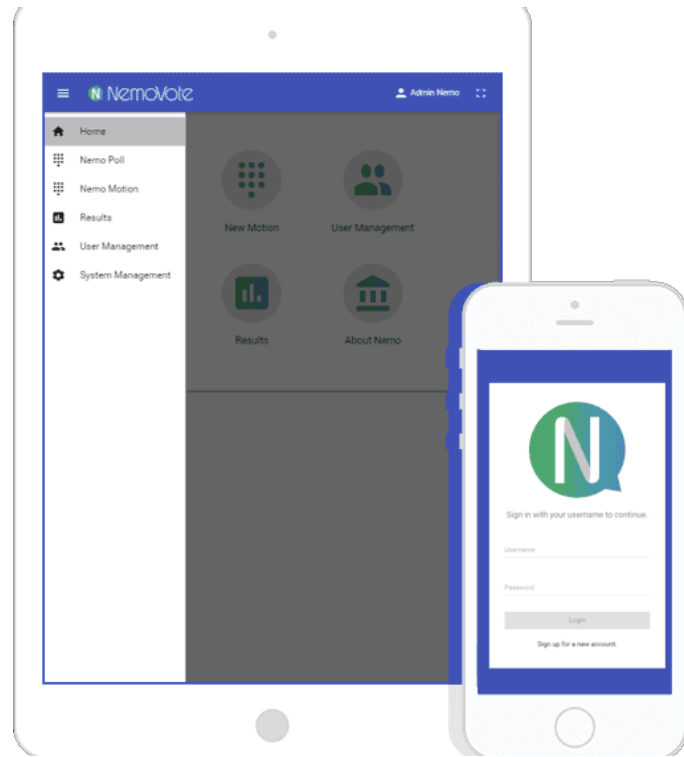 NemoVote
Admin Nemo
Home
Nemo Poll
Nemo Motion
Results
User Management
System Management
New Motion
User Management
Results
About Nemo
N
Sign in with your username to continue.
Username
Password
Login
Sign up for a new account